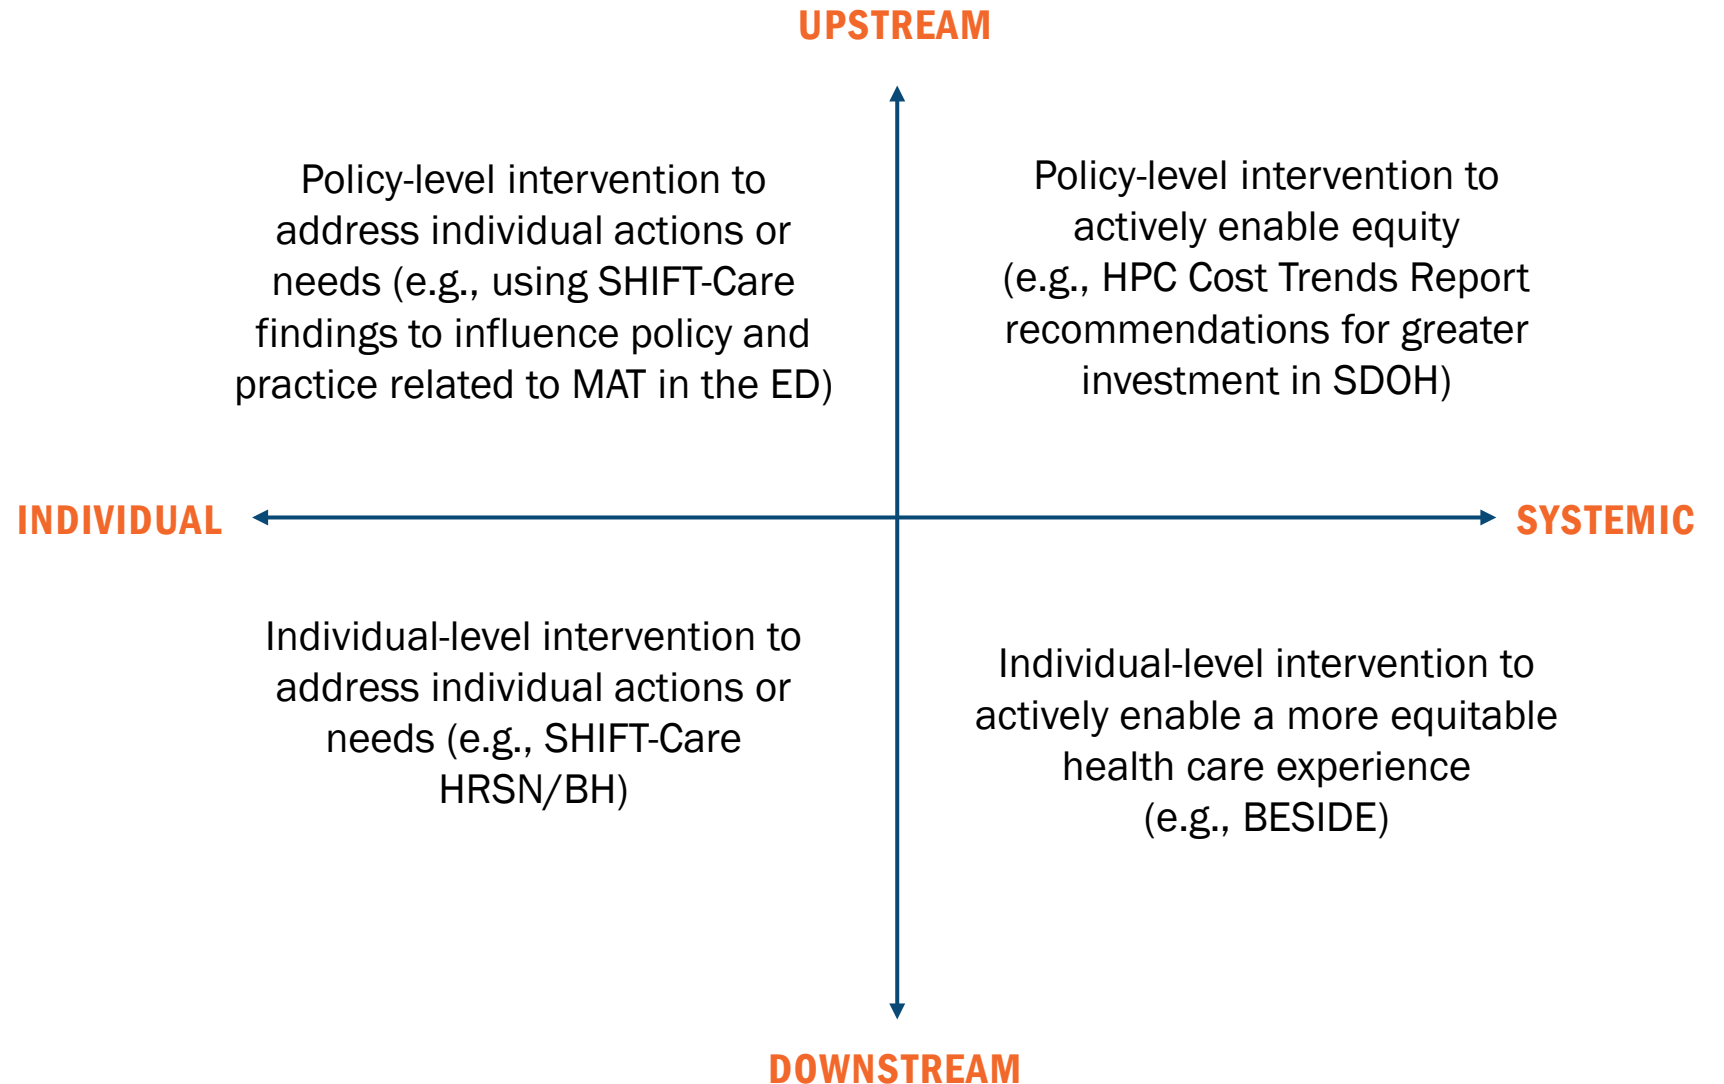 UPSTREAM
Policy-level intervention to
address individual actions or
needs (e.g., using SHIFT-Care
findings to influence policy and
practice related to MAT in the ED)
Policy-level intervention to
actively enable equity
(e.g., HPC Cost Trends Report
recommendations for greater
investment in SDOH)
INDIVIDUAL
SYSTEMIC
Individual-level intervention to
address individual actions or
needs (e.g., SHIFT-Care
HRSN/BH)
Individual-level intervention to
actively enable a more equitable
health care experience
(e.g., BESIDE)
DOWNSTREAM